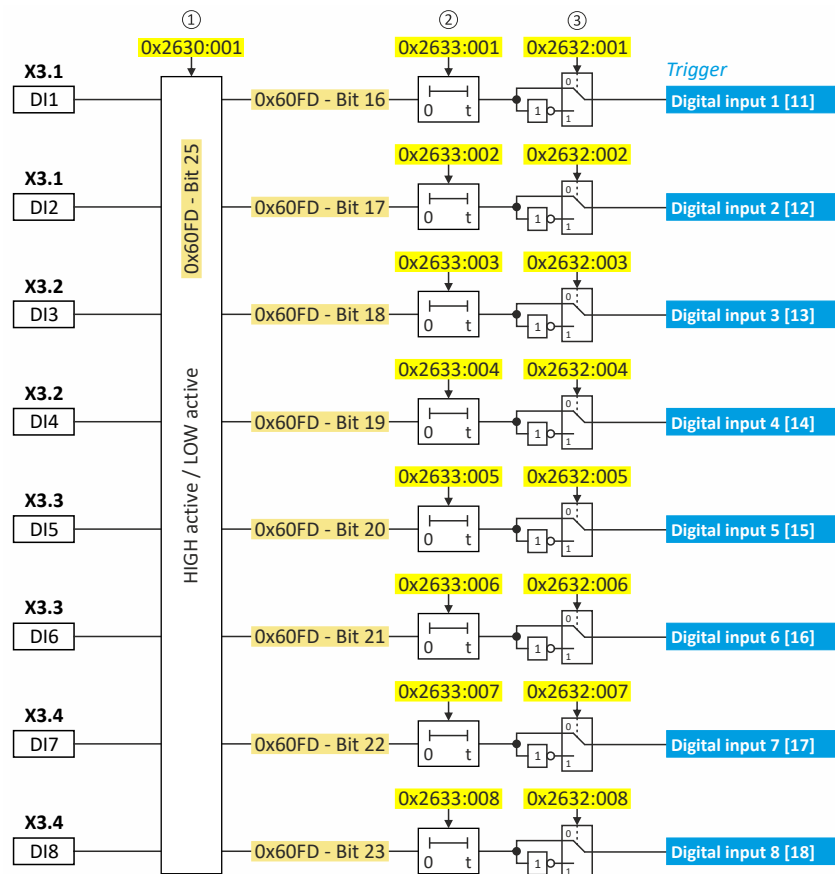 ① ② ③
0x2630:001 0x2633:001 0x2632:001
X3.1 Trigger
DI1 0x60FD - Bit 16 0 t 1 0 1 Digital input 1 [11]
0x60FD - Bit 25
0x2633:002 0x2632:002
X3.1
DI2 0x60FD - Bit 17 0 t 1 0 1 Digital input 2 [12]
0x2633:003 0x2632:003
X3.2
DI3 0x60FD - Bit 18 0 t 1 0 1 Digital input 3 [13]
HIGH active / LOW active
0x2633:004 0x2632:004
X3.2
DI4 0x60FD - Bit 19 0 t 1 0 1 Digital input 4 [14]
0x2633:005 0x2632:005
X3.3
DI5 0x60FD - Bit 20 0 t 1 0 1 Digital input 5 [15]
0x2633:006 0x2632:006
X3.3
DI6 0x60FD - Bit 21 0 t 1 0 1 Digital input 6 [16]
0x2633:007 0x2632:007
X3.4
DI7 0x60FD - Bit 22 0 t 1 0 1 Digital input 7 [17]
0x2633:008 0x2632:008
X3.4
DI8 0x60FD - Bit 23 0 t 1 0 1 Digital input 8 [18]